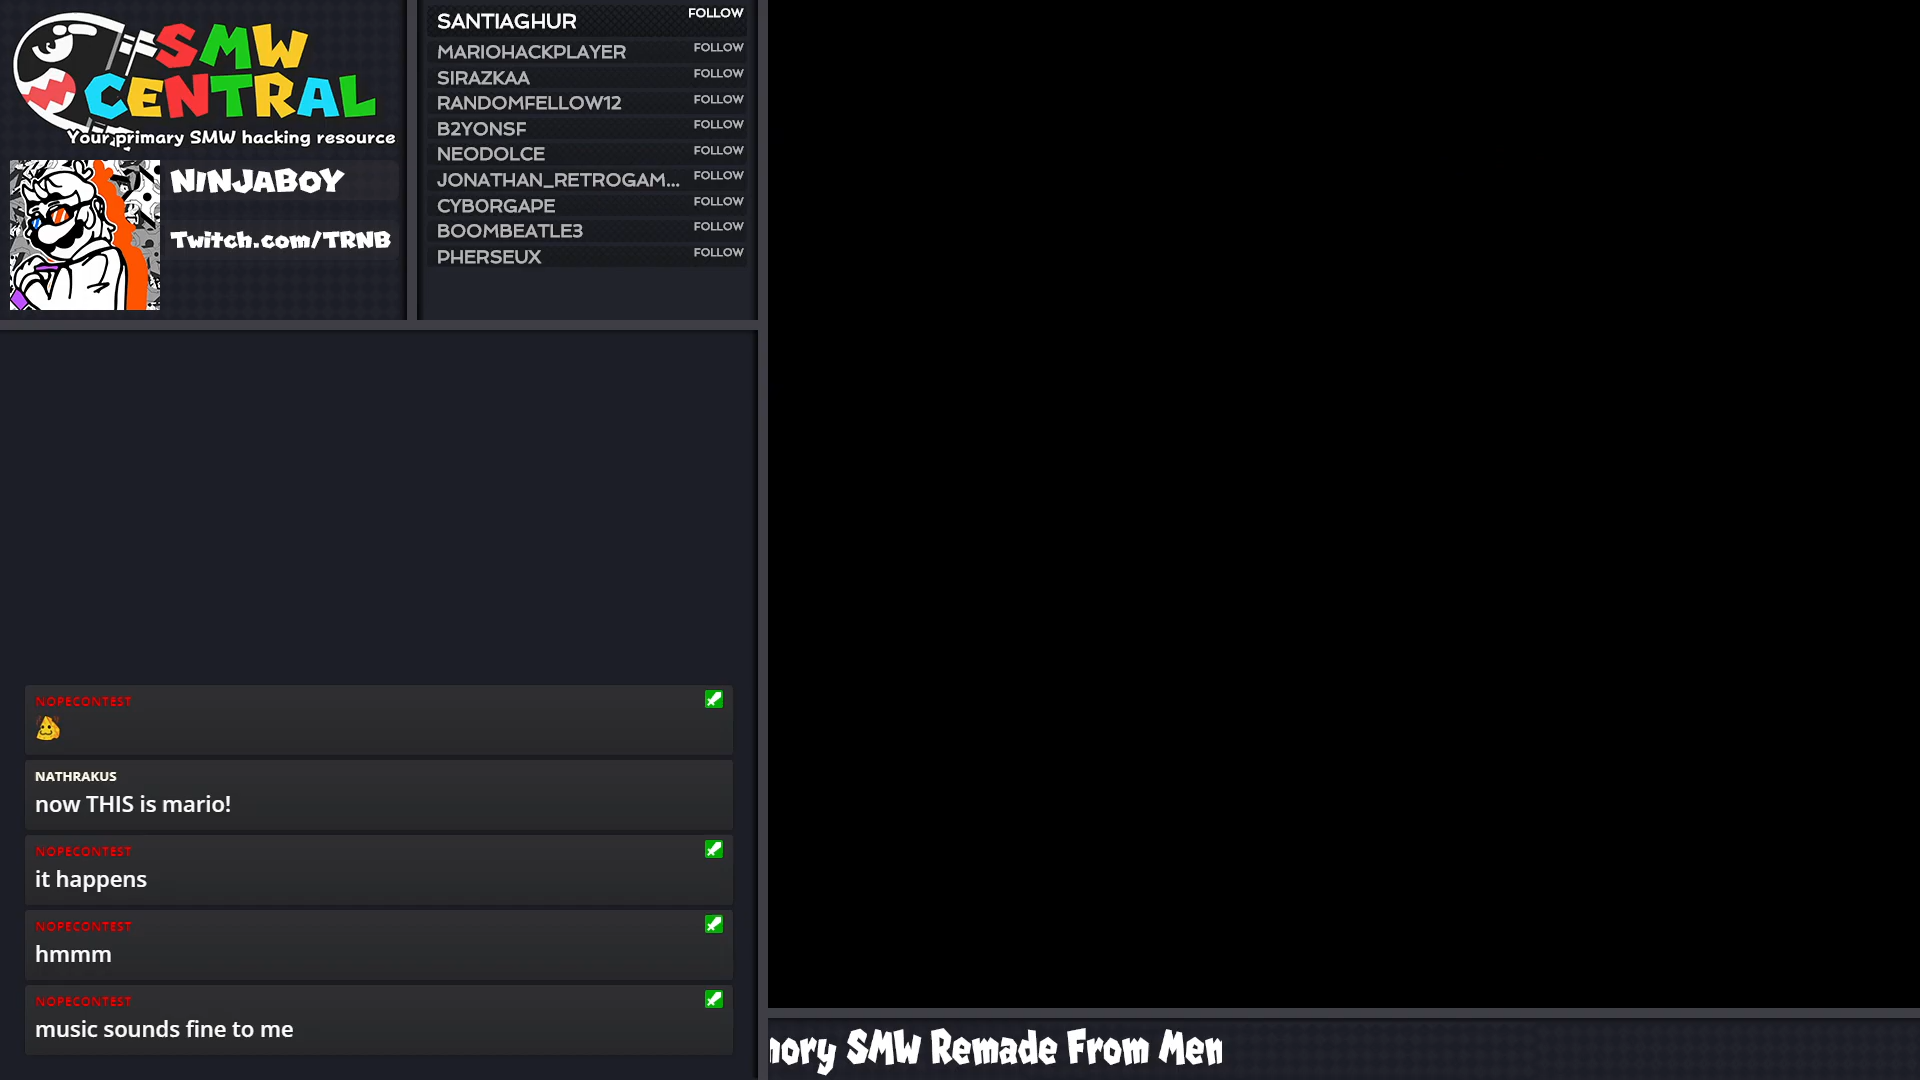 SMW
CENTRAL
Your primary SMW hacking resource
NINJABOY
Twitch.com/TRNB
SANTIAGHUR FOLLOW
MARIOHACKPLAYER FOLLOW
SIRAZKAA FOLLOW
RANDOMFELLOW12 FOLLOW
B2YONSF FOLLOW
NEODOLCE FOLLOW
JONATHAN_RETROGAM... FOLLOW
CYBORGAPE FOLLOW
BOOMBEATLE3 FOLLOW
PHERSEUX FOLLOW
NOPECONTEST
NATHRAKUS
now THIS is mario!
NOPECONTEST
it happens
NOPECONTEST
hmmm
NOPECONTEST
music sounds fine to me
nory SMW Remade From Men